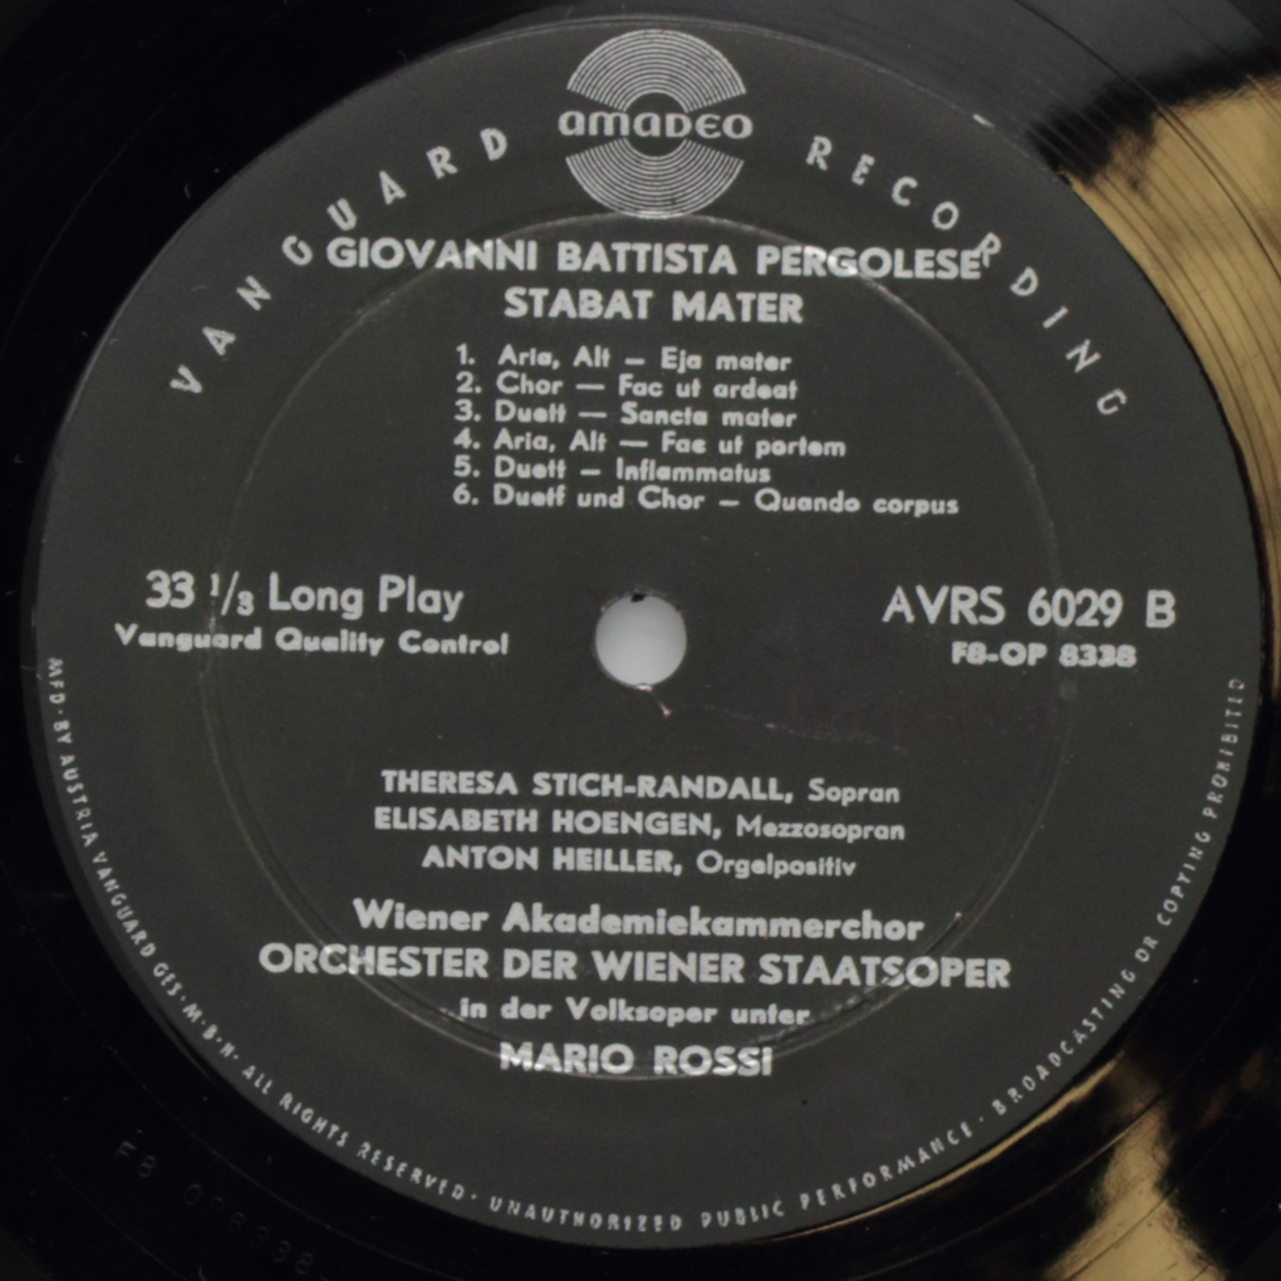 AMADEO
VANGUARD RECORDING
GIOVANNI BATTISTA PERGOLESE
STABAT MATER
1. Aria, Alt — Eja mater
2. Chor — Fac ut ardeat
3. Duett — Sancta mater
4. Aria, Alt — Fac ut portem
5. Duett — Inflammatus
6. Duett und Chor — Quando corpus
33 1/3 Long Play
Vanguard Quality Control
AVRS 6029 B
F8-OP 8338
THERESA STICH-RANDALL, Sopran
ELISABETH HOENGEN, Mezzosopran
ANTON HEILLER, Orgelpositiv
Wiener Akademiekammerchor
ORCHESTER DER WIENER STAATSOPER
in der Volksoper unter
MARIO ROSSI
MFD·BY AUSTRIA VANGUARD GES·M·B·H· ALL RIGHTS RESERVED· UNAUTHORIZED PUBLIC PERFORMANCE· BROADCASTING OR COPYING PROHIBITED